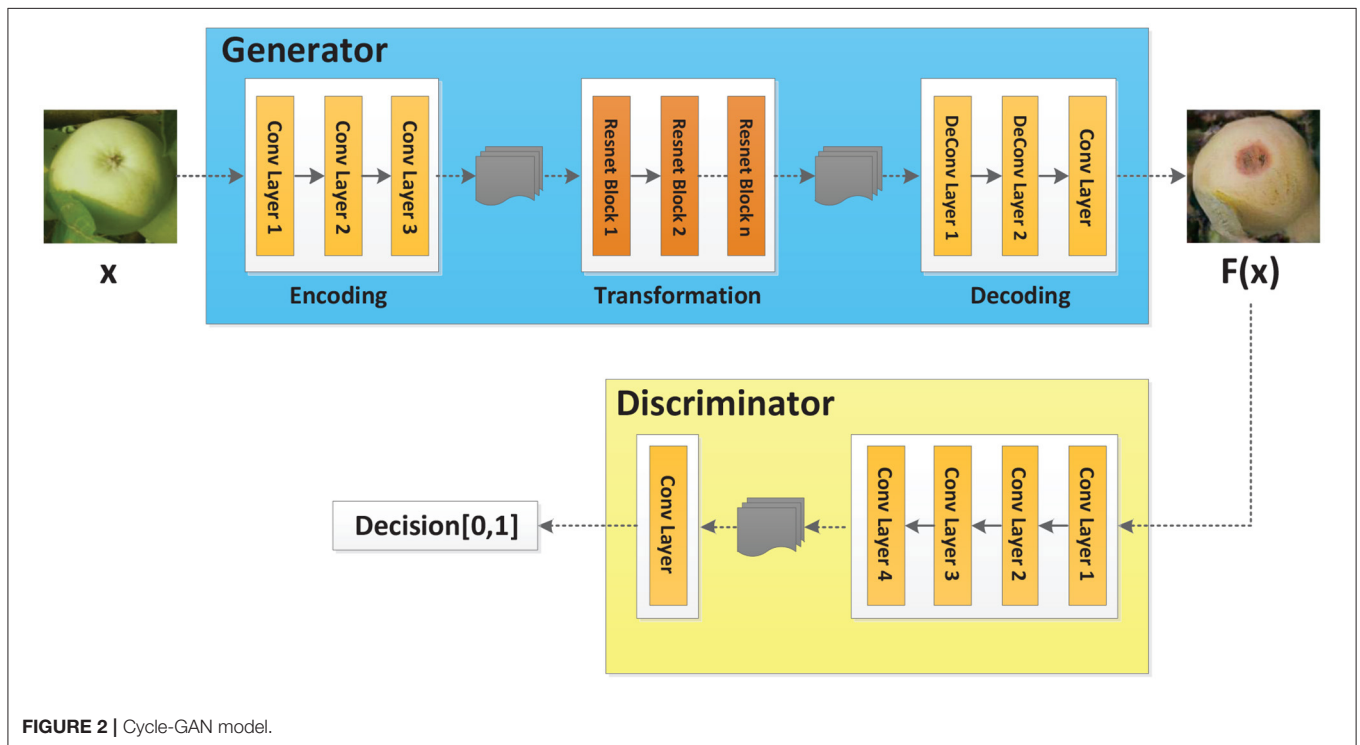 Generator
Conv Layer 1
Conv Layer 2
Conv Layer 3
Resnet Block 1
Resnet Block 2
Resnet Block n
DeConv Layer 1
DeConv Layer 2
Conv Layer
x
Encoding
Transformation
Decoding
F(x)
Discriminator
Conv Layer
Conv Layer 4
Conv Layer 3
Conv Layer 2
Conv Layer 1
Decision[0,1]
FIGURE 2 | Cycle-GAN model.